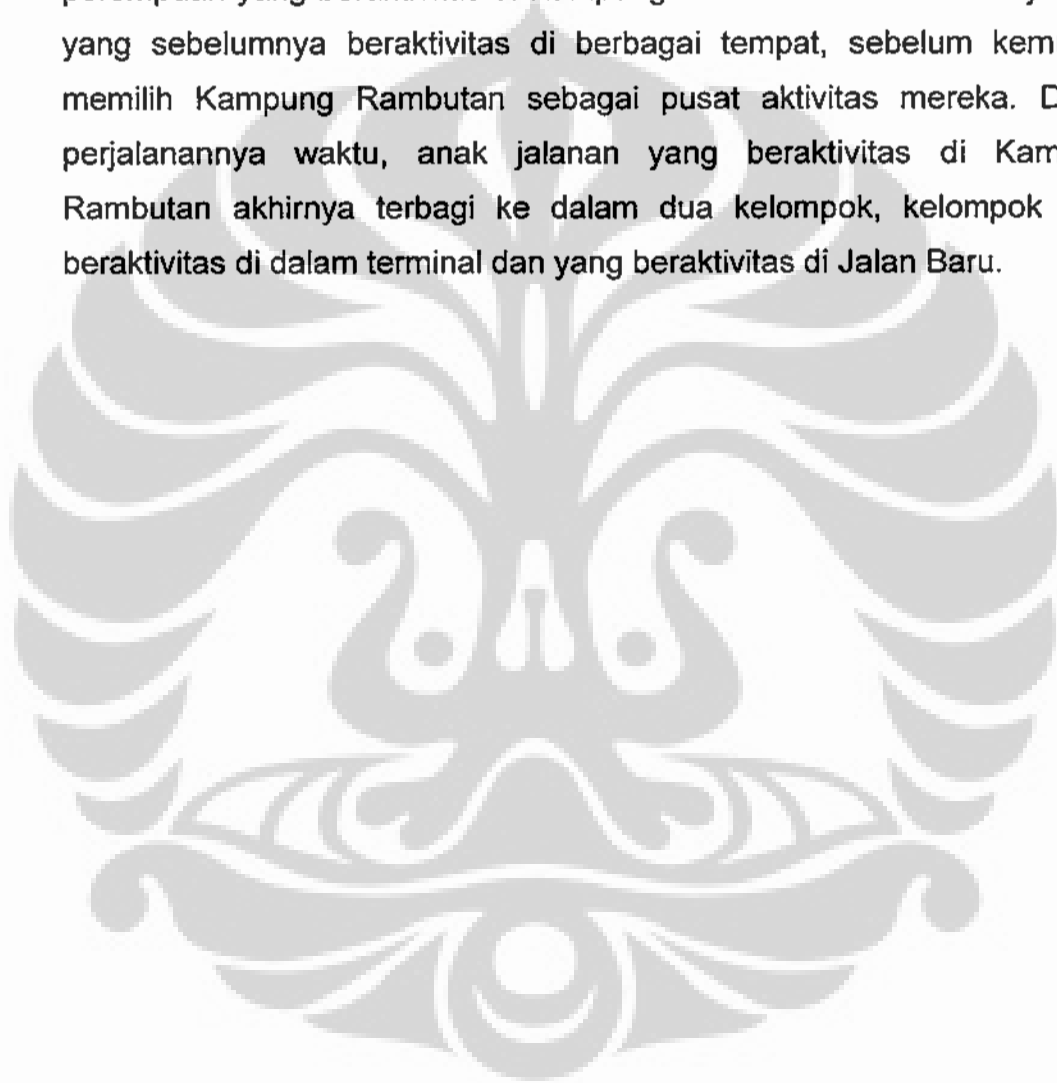 yang sebelumnya beraktivitas di berbagai tempat, sebelum kem
memilih Kampung Rambutan sebagai pusat aktivitas mereka. D
perjalanannya waktu, anak jalanan yang beraktivitas di Kam
Rambutan akhirnya terbagi ke dalam dua kelompok, kelompok
beraktivitas di dalam terminal dan yang beraktivitas di Jalan Baru.